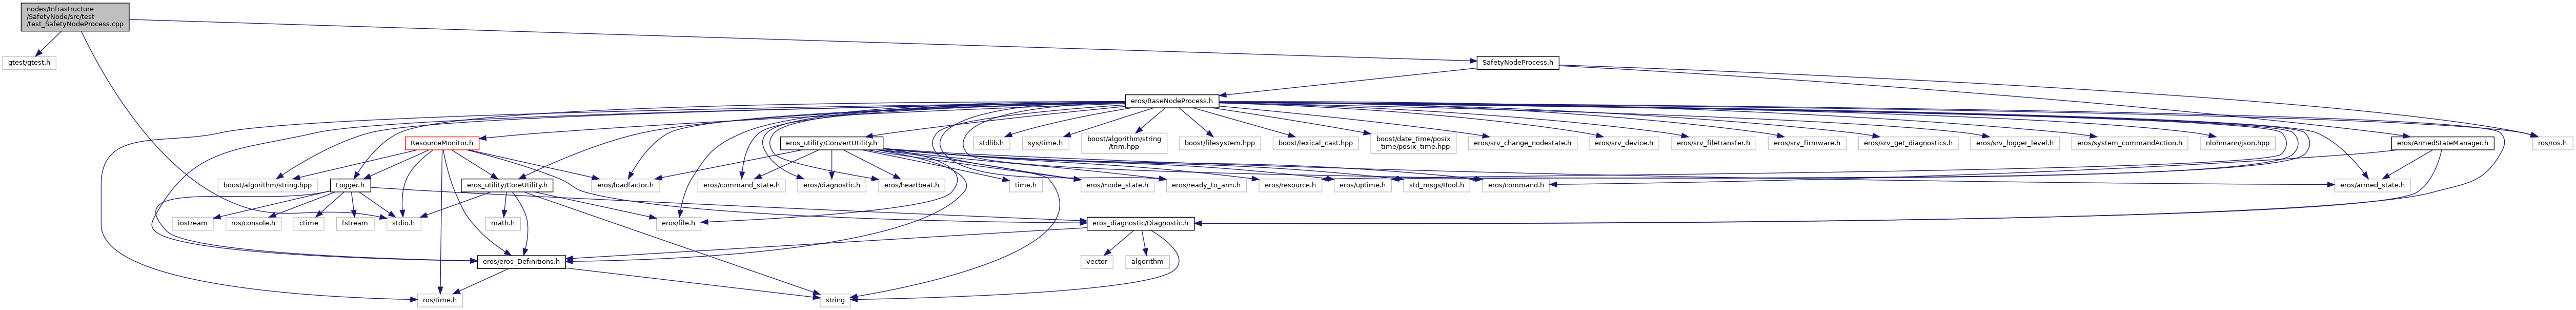 nodes/Infrastructure
/SafetyNode/src/test
/test_SafetyNodeProcess.cpp
gtest/gtest.h
SafetyNodeProcess.h
eros/BaseNodeProcess.h
ResourceMonitor.h
eros_utility/ConvertUtility.h
stdlib.h
sys/time.h
boost/algorithm/string
/trim.hpp
boost/filesystem.hpp
boost/lexical_cast.hpp
boost/date_time/posix
_time/posix_time.hpp
eros/srv_change_nodestate.h
eros/srv_device.h
eros/srv_filetransfer.h
eros/srv_firmware.h
eros/srv_get_diagnostics.h
eros/srv_logger_level.h
eros/system_commandAction.h
nlohmann/json.hpp
eros/ArmedStateManager.h
ros/ros.h
boost/algorithm/string.hpp
Logger.h
eros_utility/CoreUtility.h
eros/loadfactor.h
eros/command_state.h
eros/diagnostic.h
eros/heartbeat.h
time.h
eros/mode_state.h
eros/ready_to_arm.h
eros/resource.h
eros/uptime.h
std_msgs/Bool.h
eros/command.h
eros/armed_state.h
iostream
ros/console.h
ctime
fstream
stdio.h
math.h
eros/file.h
eros_diagnostic/Diagnostic.h
eros/eros_Definitions.h
vector
algorithm
ros/time.h
string